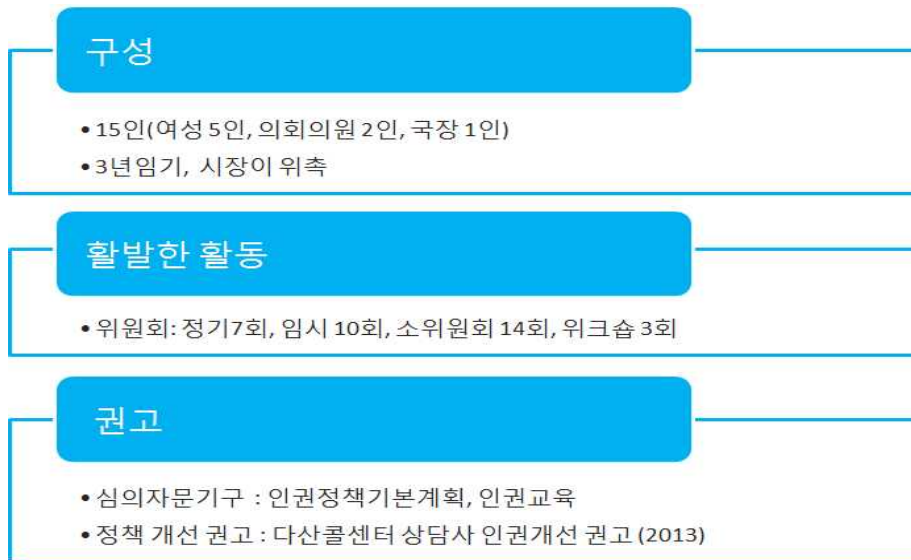 구성
• 15인(여성 5인, 의회의원 2인, 국장 1인)
• 3년임기, 시장이 위촉
활발한 활동
• 위원회: 정기7회, 임시 10회, 소위원회 14회, 위크숍 3회
권고
• 심의자문기구 : 인권정책기본계획, 인권교육
• 정책 개선 권고 : 다산콜센터 상담사 인권개선 권고 (2013)